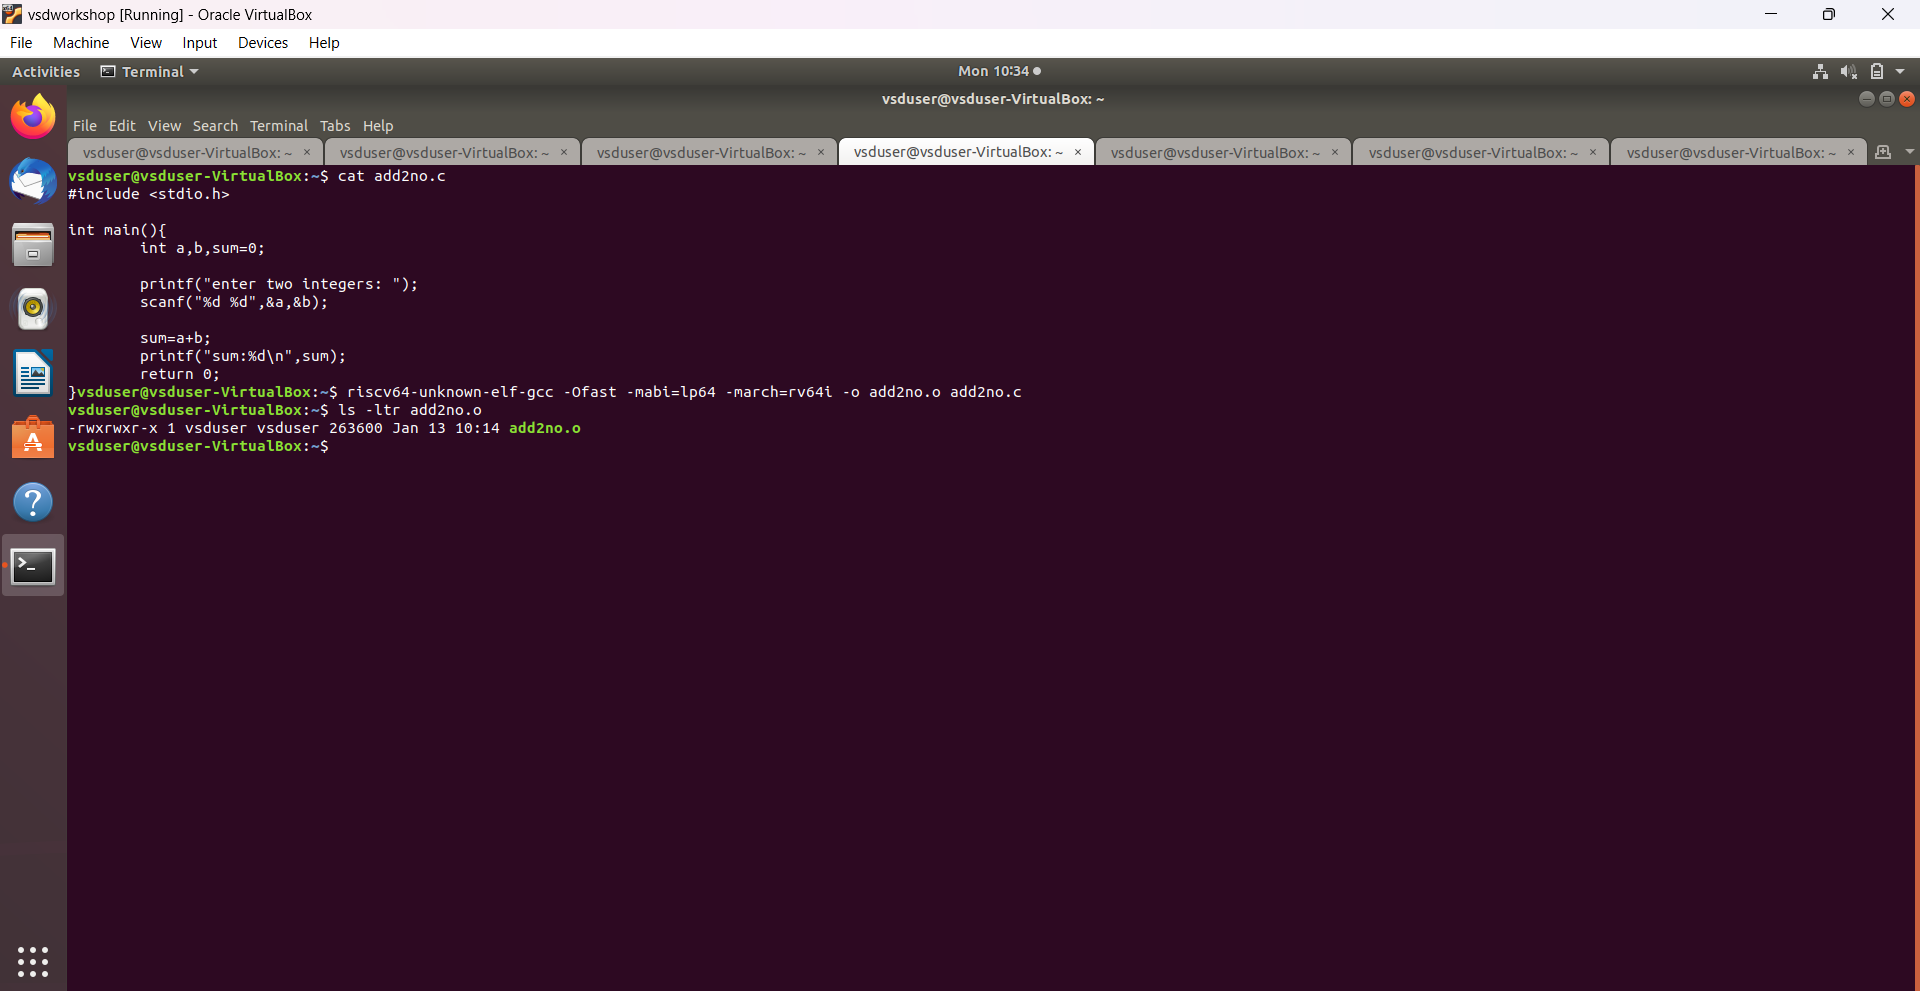 vsdworkshop [Running] - Oracle VirtualBox
File Machine View Input Devices Help
Activities Terminal Mon 10:34
vsduser@vsduser-VirtualBox: ~
File Edit View Search Terminal Tabs Help
vsduser@vsduser-VirtualBox: ~ × vsduser@vsduser-VirtualBox: ~ × vsduser@vsduser-VirtualBox: ~ × vsduser@vsduser-VirtualBox: ~ × vsduser@vsduser-VirtualBox: ~ × vsduser@vsduser-VirtualBox: ~ × vsduser@vsduser-VirtualBox: ~ ×
vsduser@vsduser-VirtualBox:~$ cat add2no.c
#include <stdio.h>
int main(){
int a,b,sum=0;
printf("enter two integers: ");
scanf("%d %d",&a,&b);
sum=a+b;
printf("sum:%d\n",sum);
return 0;
}vsduser@vsduser-VirtualBox:~$ riscv64-unknown-elf-gcc -Ofast -mabi=lp64 -march=rv64i -o add2no.o add2no.c
vsduser@vsduser-VirtualBox:~$ ls -ltr add2no.o
-rwxrwxr-x 1 vsduser vsduser 263600 Jan 13 10:14 add2no.o
vsduser@vsduser-VirtualBox:~$